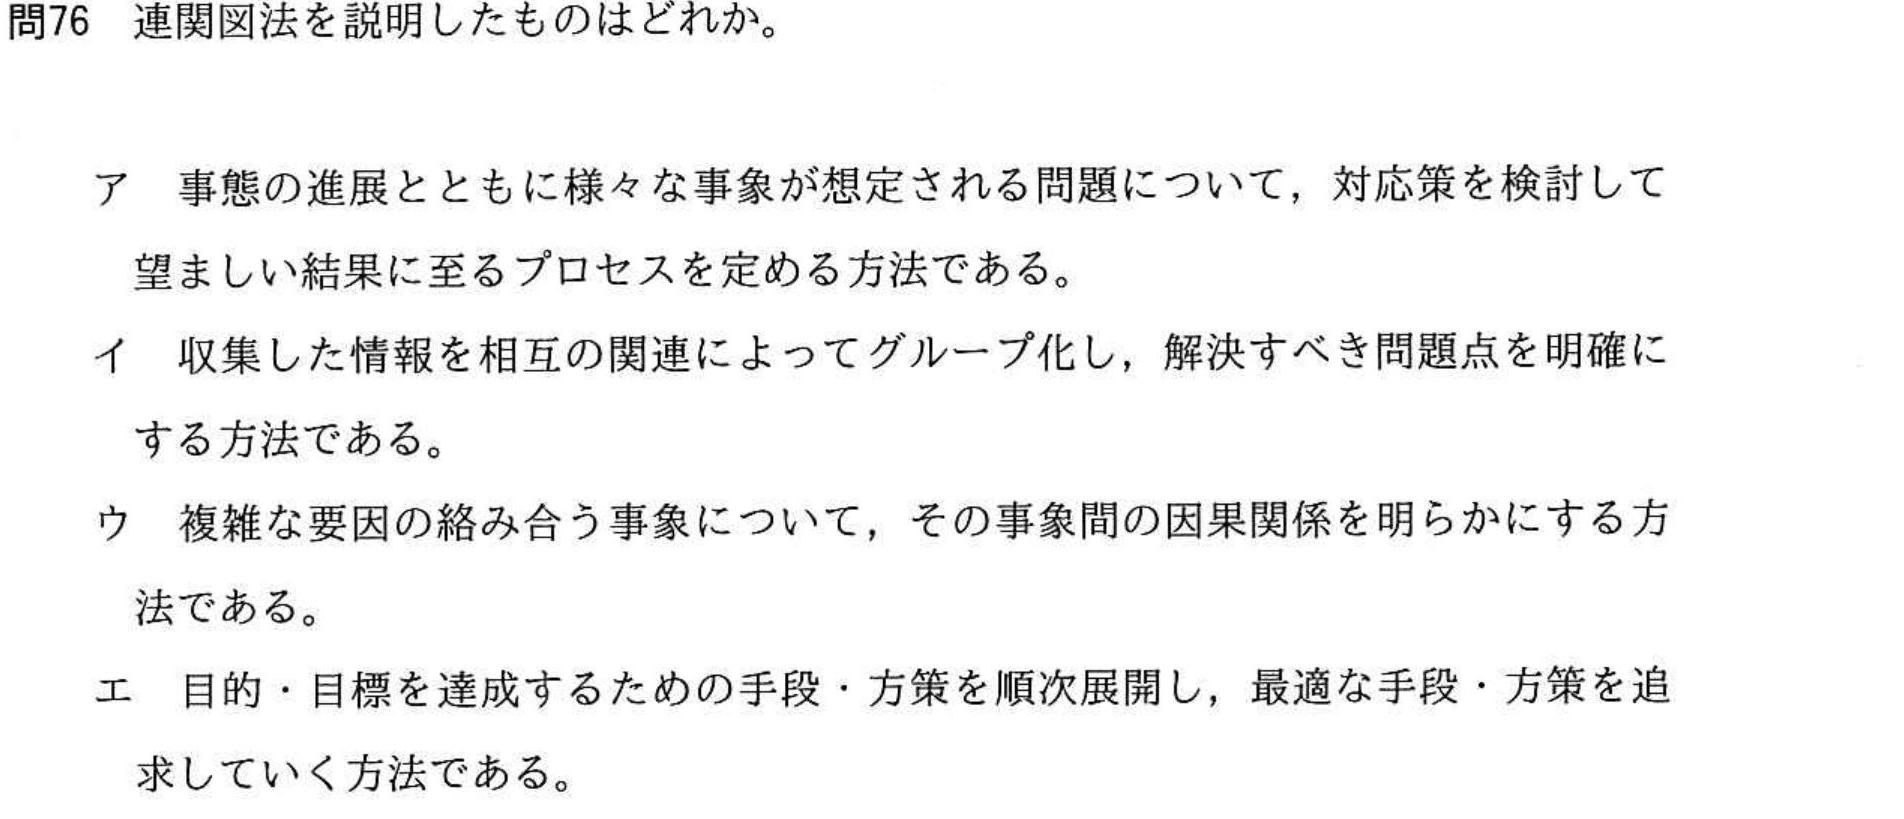 問76 連関図法を説明したものはどれか。
ア 事態の進展とともに様々な事象が想定される問題について，対応策を検討して
望ましい結果に至るプロセスを定める方法である。
イ 収集した情報を相互の関連によってグループ化し，解決すべき問題点を明確に
する方法である。
ウ 複雑な要因の絡み合う事象について，その事象間の因果関係を明らかにする方
法である。
エ 目的・目標を達成するための手段・方策を順次展開し，最適な手段・方策を追
求していく方法である。